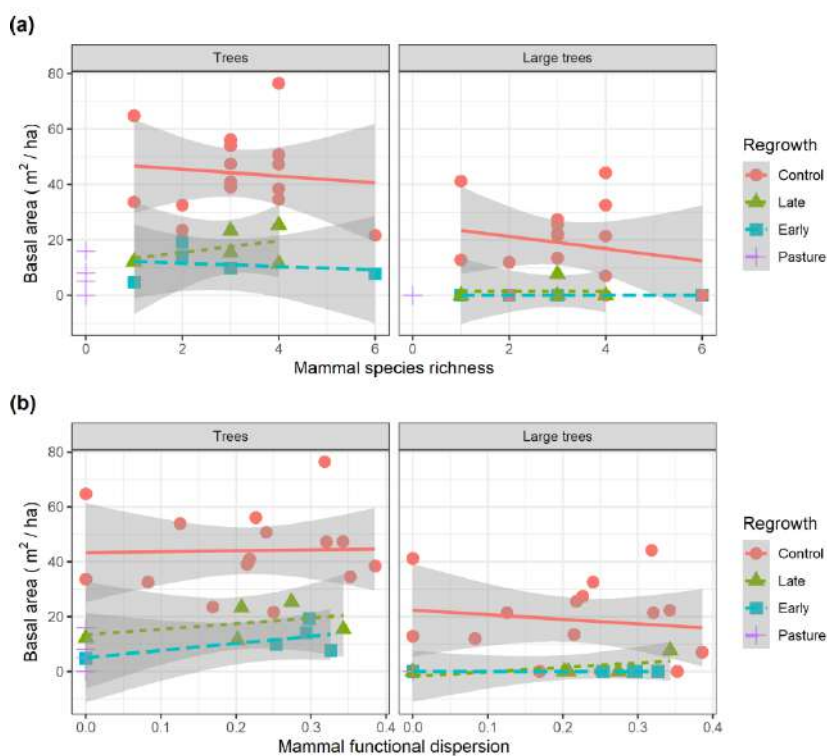 (a)
Trees
Large trees
80
60
40
20
0
Basal area ( m² / ha)
0 2 4 6
0 2 4 6
Mammal species richness
Regrowth
Control
Late
Early
Pasture
(b)
Trees
Large trees
80
60
40
20
0
Basal area ( m² / ha)
0.0 0.1 0.2 0.3 0.4
0.0 0.1 0.2 0.3 0.4
Mammal functional dispersion
Regrowth
Control
Late
Early
Pasture